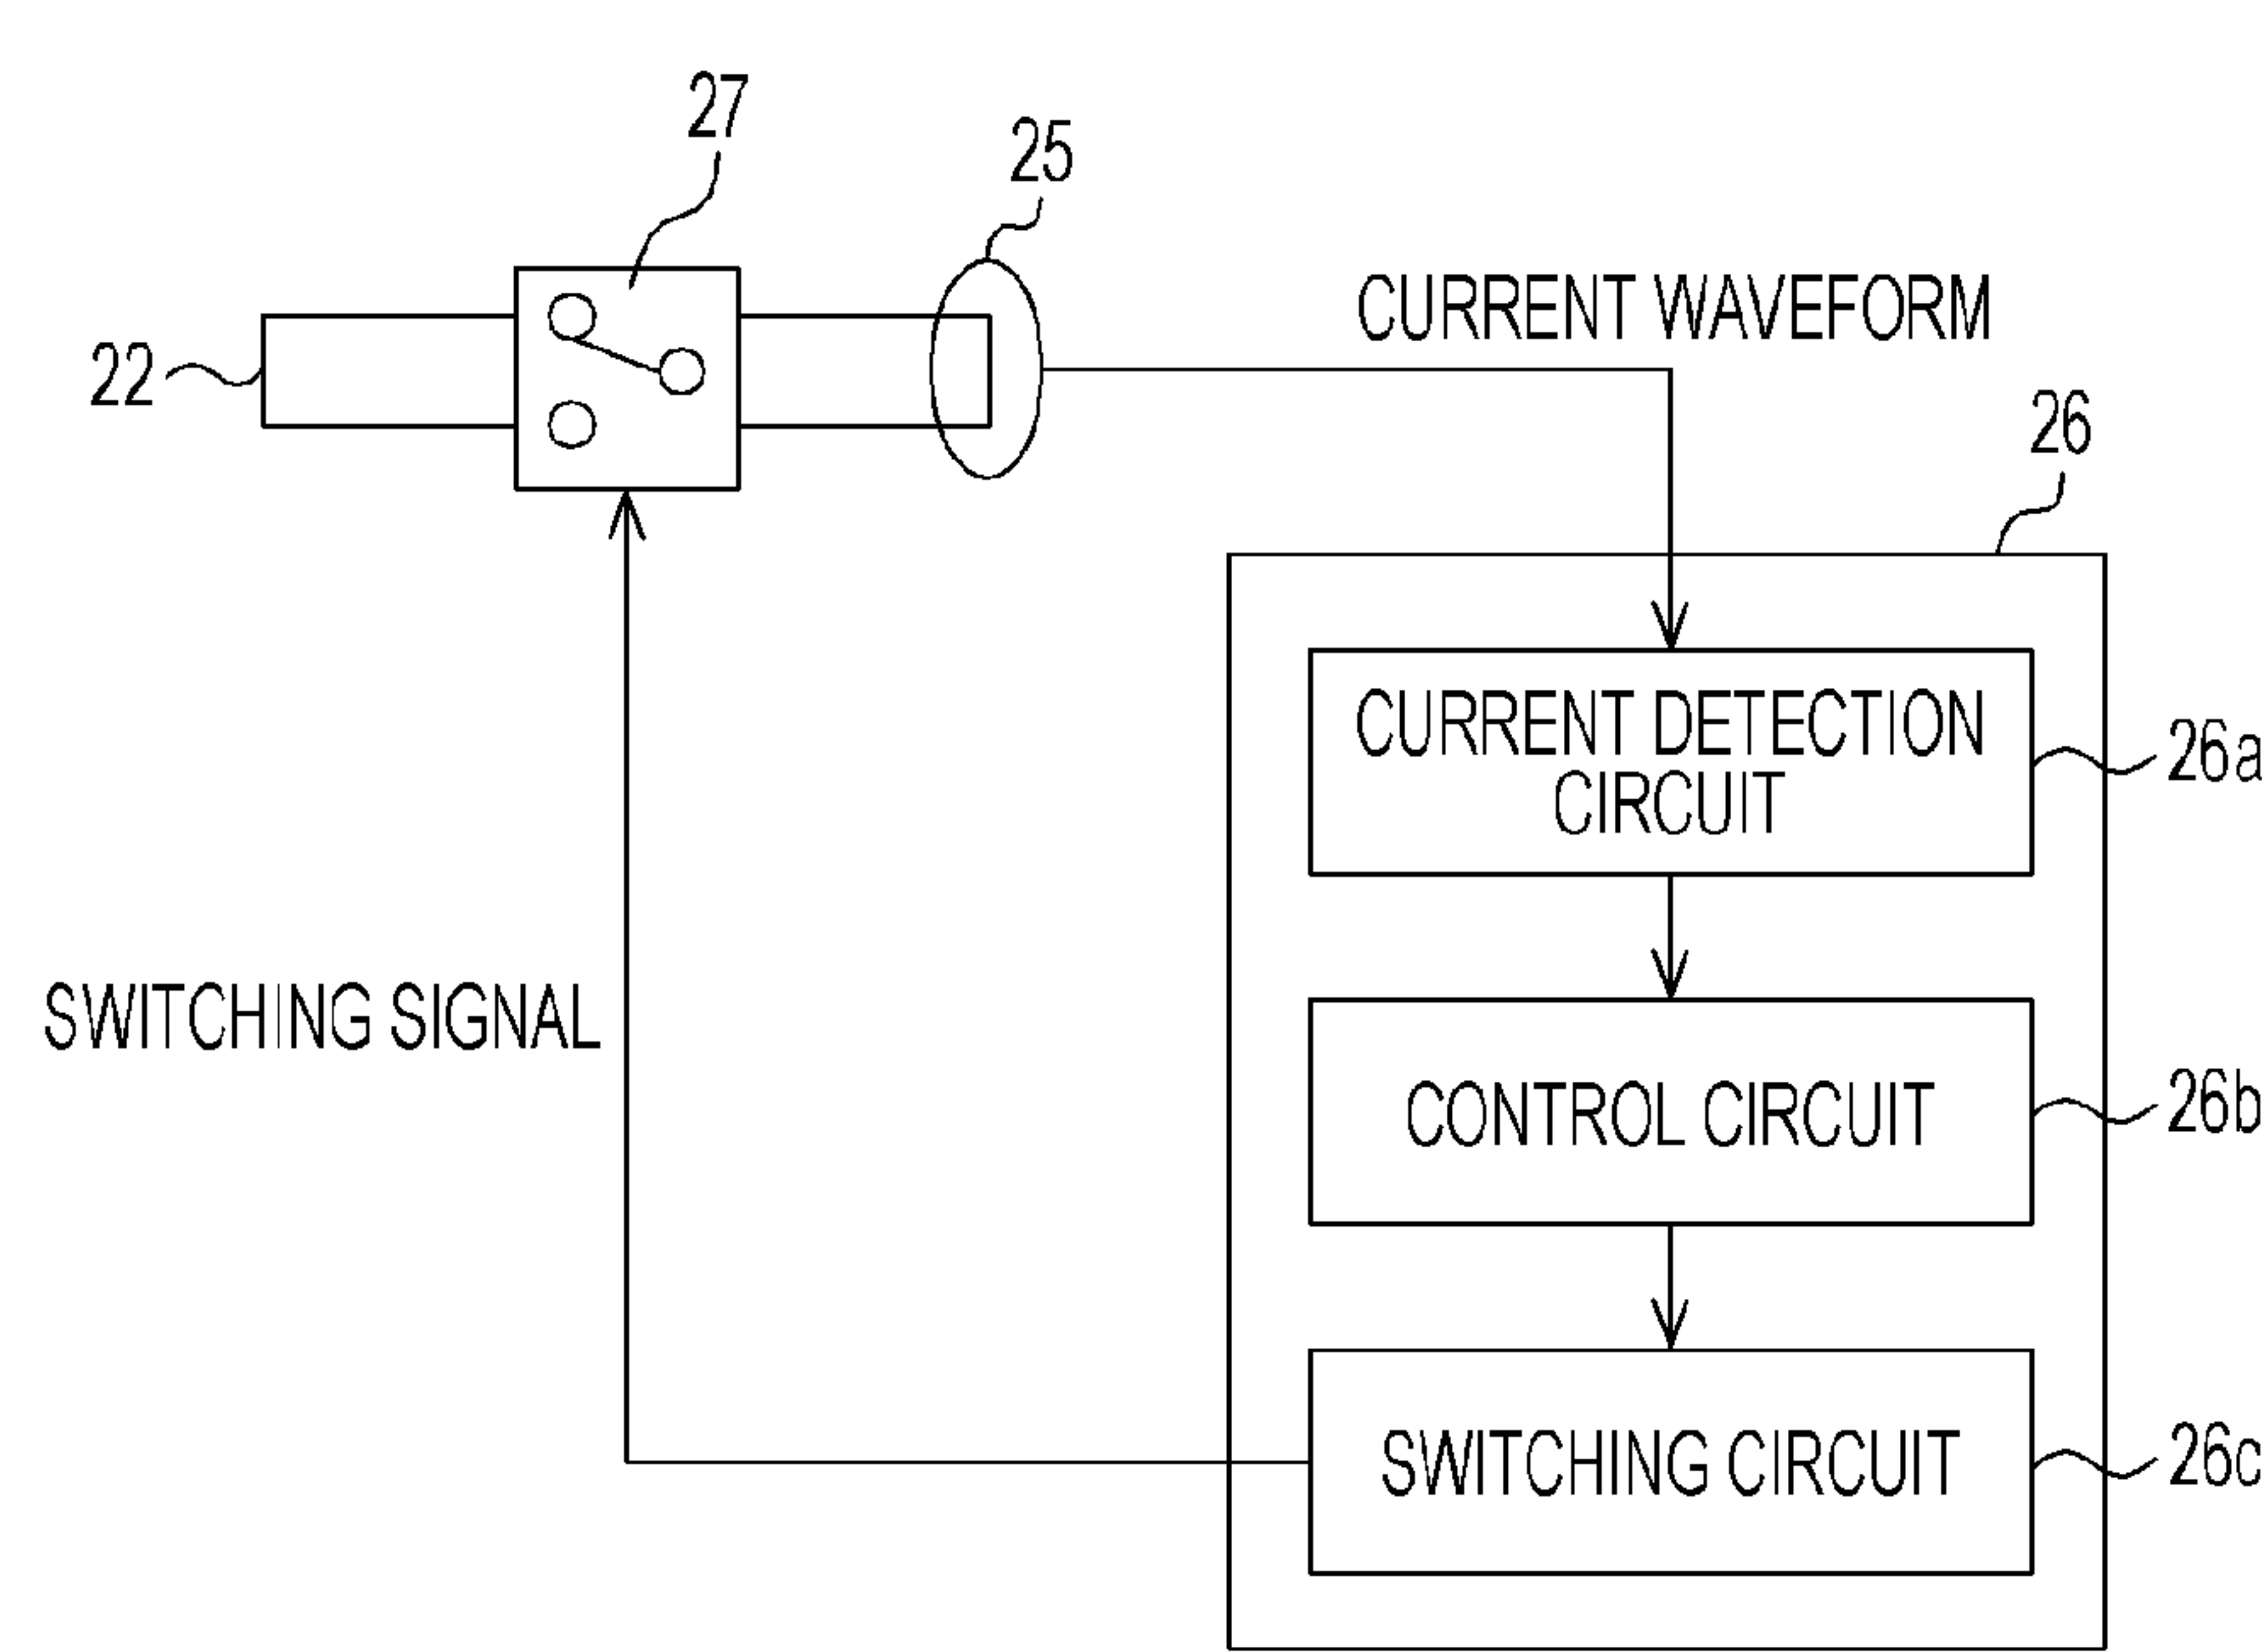 27
25
CURRENT WAVEFORM
22
26
CURRENT DETECTION
CIRCUIT
26a
SWITCHING SIGNAL
CONTROL CIRCUIT
26b
SWITCHING CIRCUIT
26c